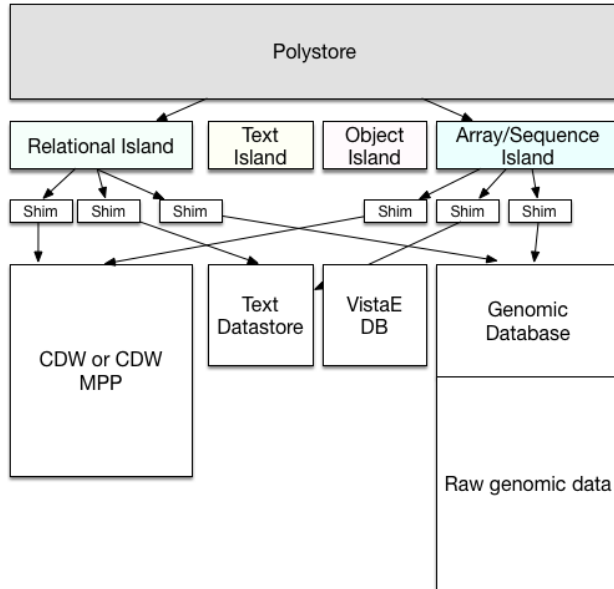 Polystore
Relational Island
Text
Island
Object
Island
Array/Sequence
Island
Shim
Shim
Shim
Shim
Shim
Shim
CDW or CDW
MPP
Text
Datastore
VistaE
DB
Genomic
Database
Raw genomic data